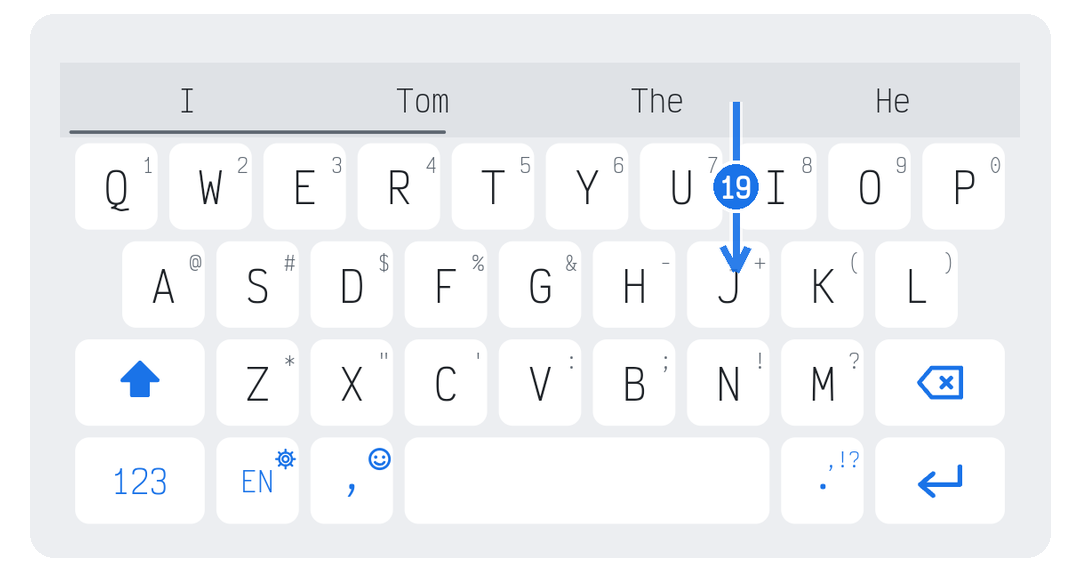 I Tom The He
Q 1 W 2 E 3 R 4 T 5 Y 6 U 7 19 I 8 O 9 P 0
A @ S # D $ F % G & H - J + K ( L )
Z * X " C ' V : B ; N ! M ?
123 EN , . ,!?